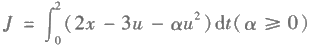 J = ∫₀² (2x - 3u - αu²)dt(α ⩾ 0)